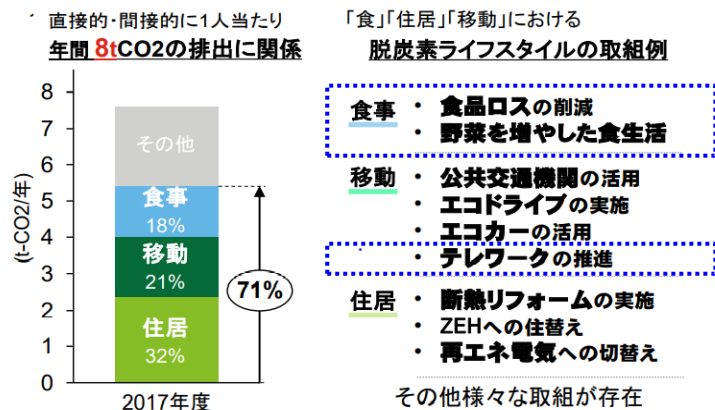 直接的･間接的に1人当たり
年間 8tCO2の排出に関係
8
7
6
5
4
3
2
1
0
(t-CO2/年)
その他
食事
18%
移動
21%
住居
32%
71%
2017年度
「食」「住居」「移動」における
脱炭素ライフスタイルの取組例
食事
・ 食品ロスの削減
・ 野菜を増やした食生活
移動
・ 公共交通機関の活用
・ エコドライブの実施
・ エコカーの活用
・ テレワークの推進
住居
・ 断熱リフォームの実施
・ ZEHへの住替え
・ 再エネ電気への切替え
その他様々な取組が存在